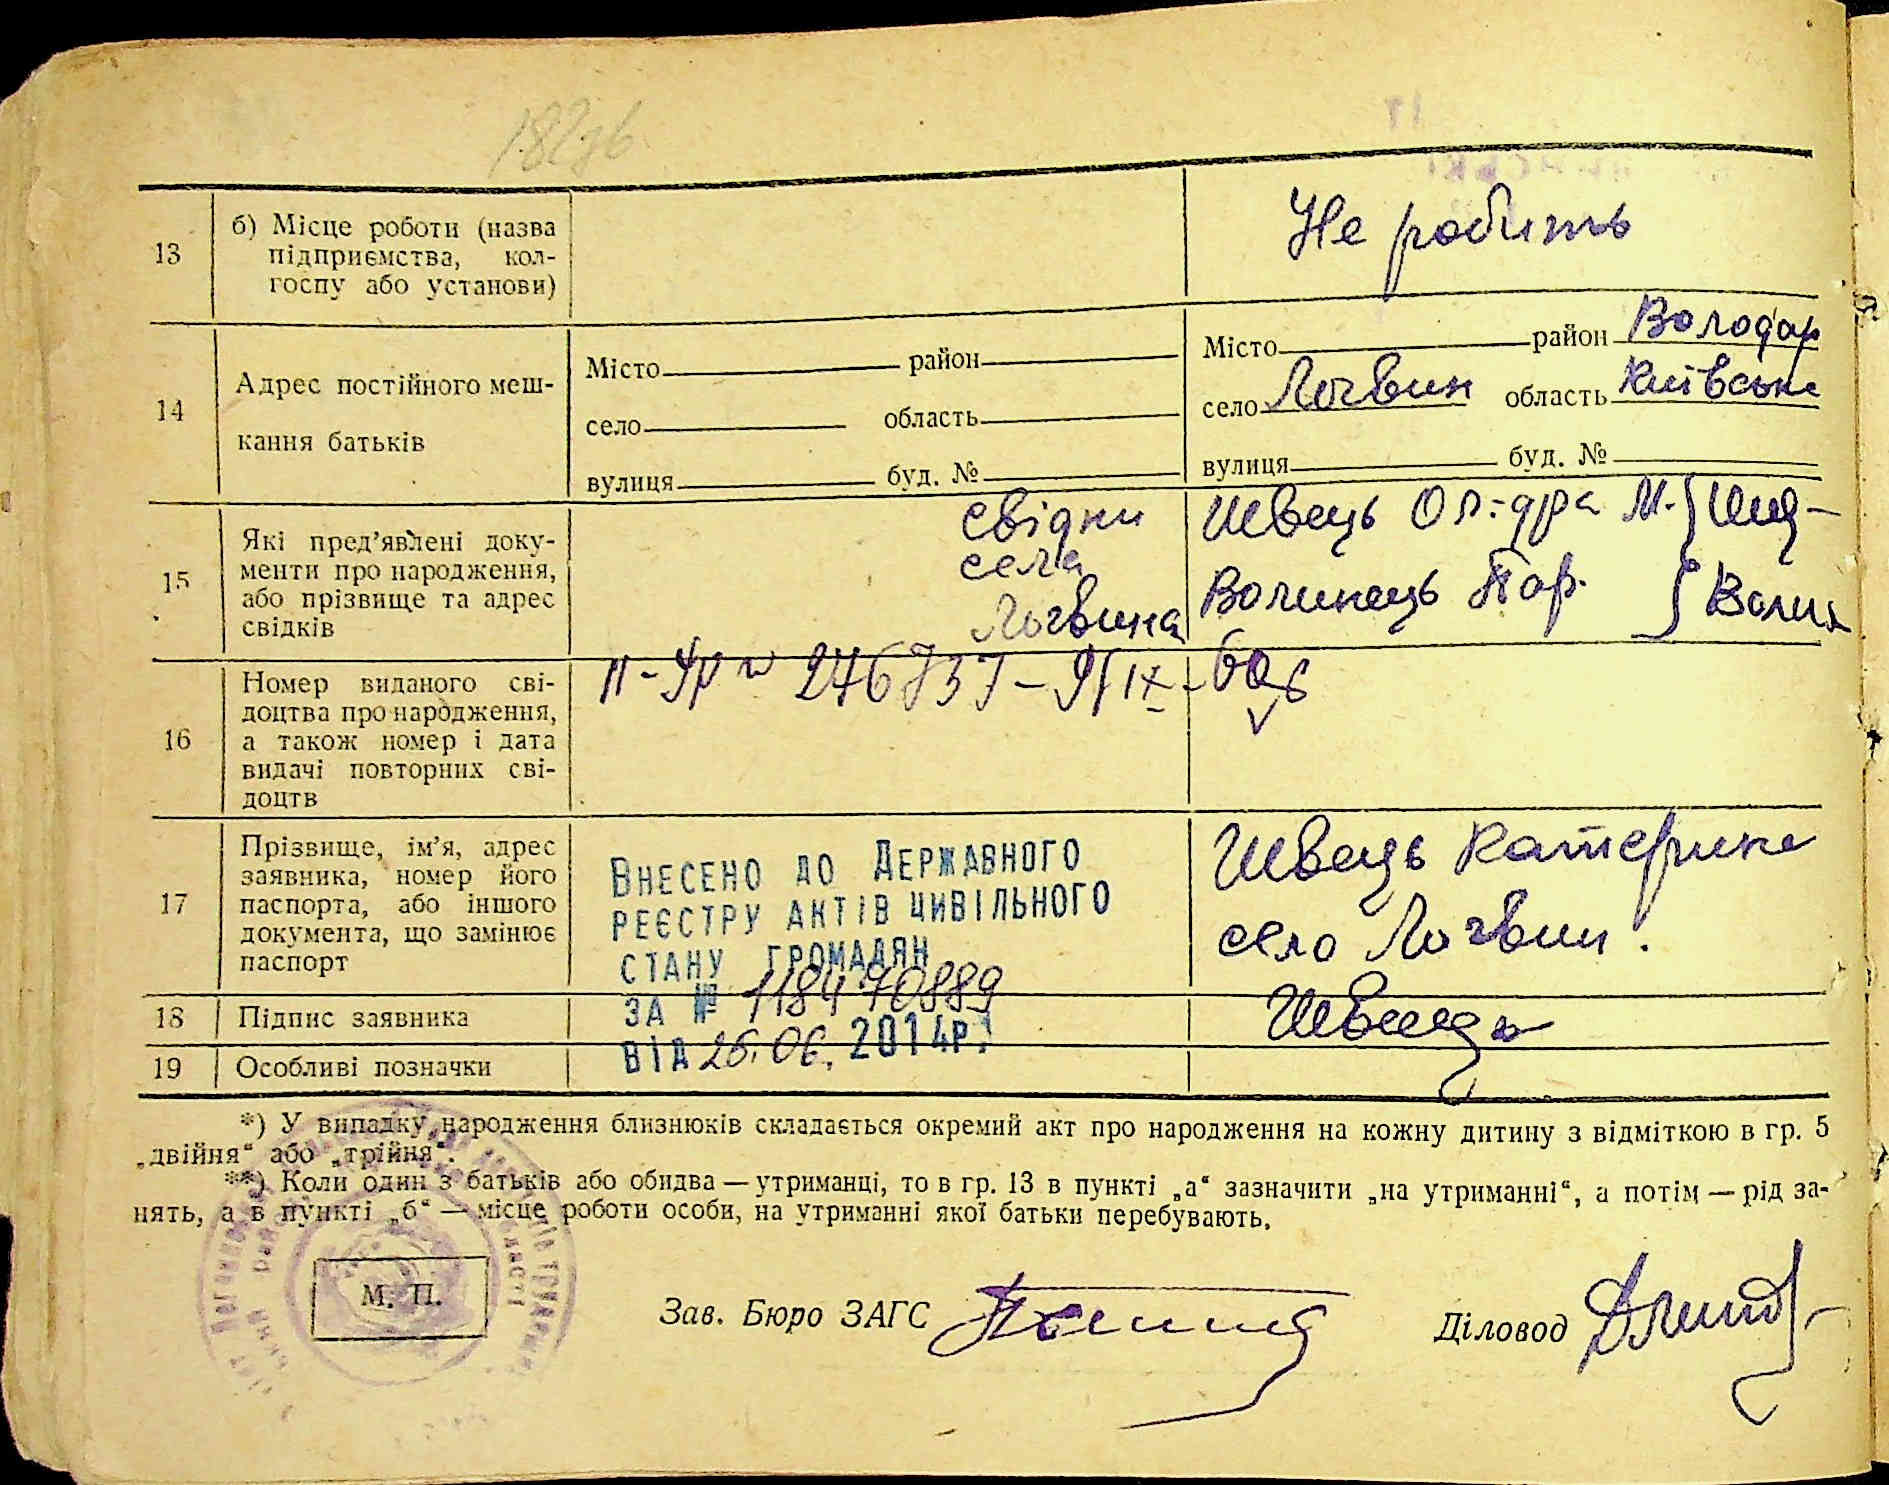 13
б) Місце роботи (назва
підприємства, кол-
госпу або установи)
Не робить
14
Адрес постійного меш-
кання батьків
Місто район
село область
вулиця буд. №
Місто район Володар
село Логвин область Київська
вулиця буд. №
15
Які пред'явлені доку-
менти про народження,
або прізвище та адрес
свідків
свідки
села
Логвина
Швець Ол-дра М.
Волинець Пар.
16
Номер виданого сві-
доцтва про народження,
а також номер і дата
видачі повторних сві-
доцтв
17
Прізвище, ім'я, адрес
заявника, номер його
паспорта, або іншого
документа, що замінює
паспорт
ВНЕСЕНО ДО ДЕРЖАВНОГО
РЕЄСТРУ АКТІВ ЦИВІЛЬНОГО
СТАНУ ГРОМАДЯН
ЗА № 118470889
ВІД 26.06. 2014Р.
Швець Катерина
село Логвин.
18
Підпис заявника
Швець
19
Особливі позначки
*) У випадку народження близнюків складається окремий акт про народження на кожну дитину з відміткою в гр. 5
„двійня“ або „трійня“.
**) Коли один з батьків або обидва — утриманці, то в гр. 13 в пункті „а“ зазначити „на утриманні“, а потім — рід за-
нять, а в пункті „б“ — місце роботи особи, на утриманні якої батьки перебувають.
М. П.
Зав. Бюро ЗАГС
Діловод